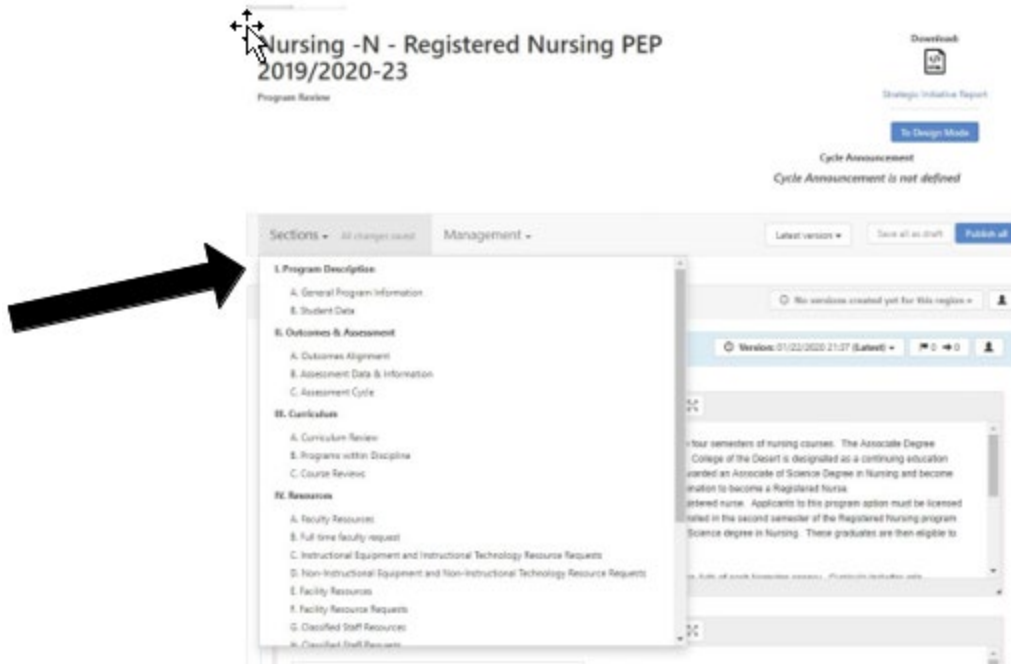 Nursing -N - Registered Nursing PEP
2019/2020-23
Program Review
Download:
Strategic Initiative Report
To Design Mode
Cycle Announcement
Cycle Announcement is not defined
Sections All changes saved Management Latest version Save all as draft Publish all
I. Program Description
A. General Program Information
B. Student Data
No versions created yet for this region
II. Outcomes & Assessment
A. Outcomes Alignment
Version: 01/22/2020 21:37 (Latest) 0 0
B. Assessment Data & Information
C. Assessment Cycle
III. Curriculum
A. Curriculum Review
four semesters of nursing courses. The Associate Degree
B. Programs within Discipline
College of the Desert is designated as a continuing education
C. Course Reviews
awarded an Associate of Science Degree in Nursing and become
to become a Registered Nurse.
IV. Resources
nurse. Applicants to this program option must be licensed
A. Faculty Resources
in the second semester of the Registered Nursing program
B. Full time faculty request
Science degree in Nursing. These graduates are then eligible to
C. Instructional Equipment and Instructional Technology Resource Requests
D. Non-Instructional Equipment and Non-Instructional Technology Resource Requests
E. Facility Resources
F. Facility Resource Requests
G. Classified Staff Resources
H. Classified Staff Requests